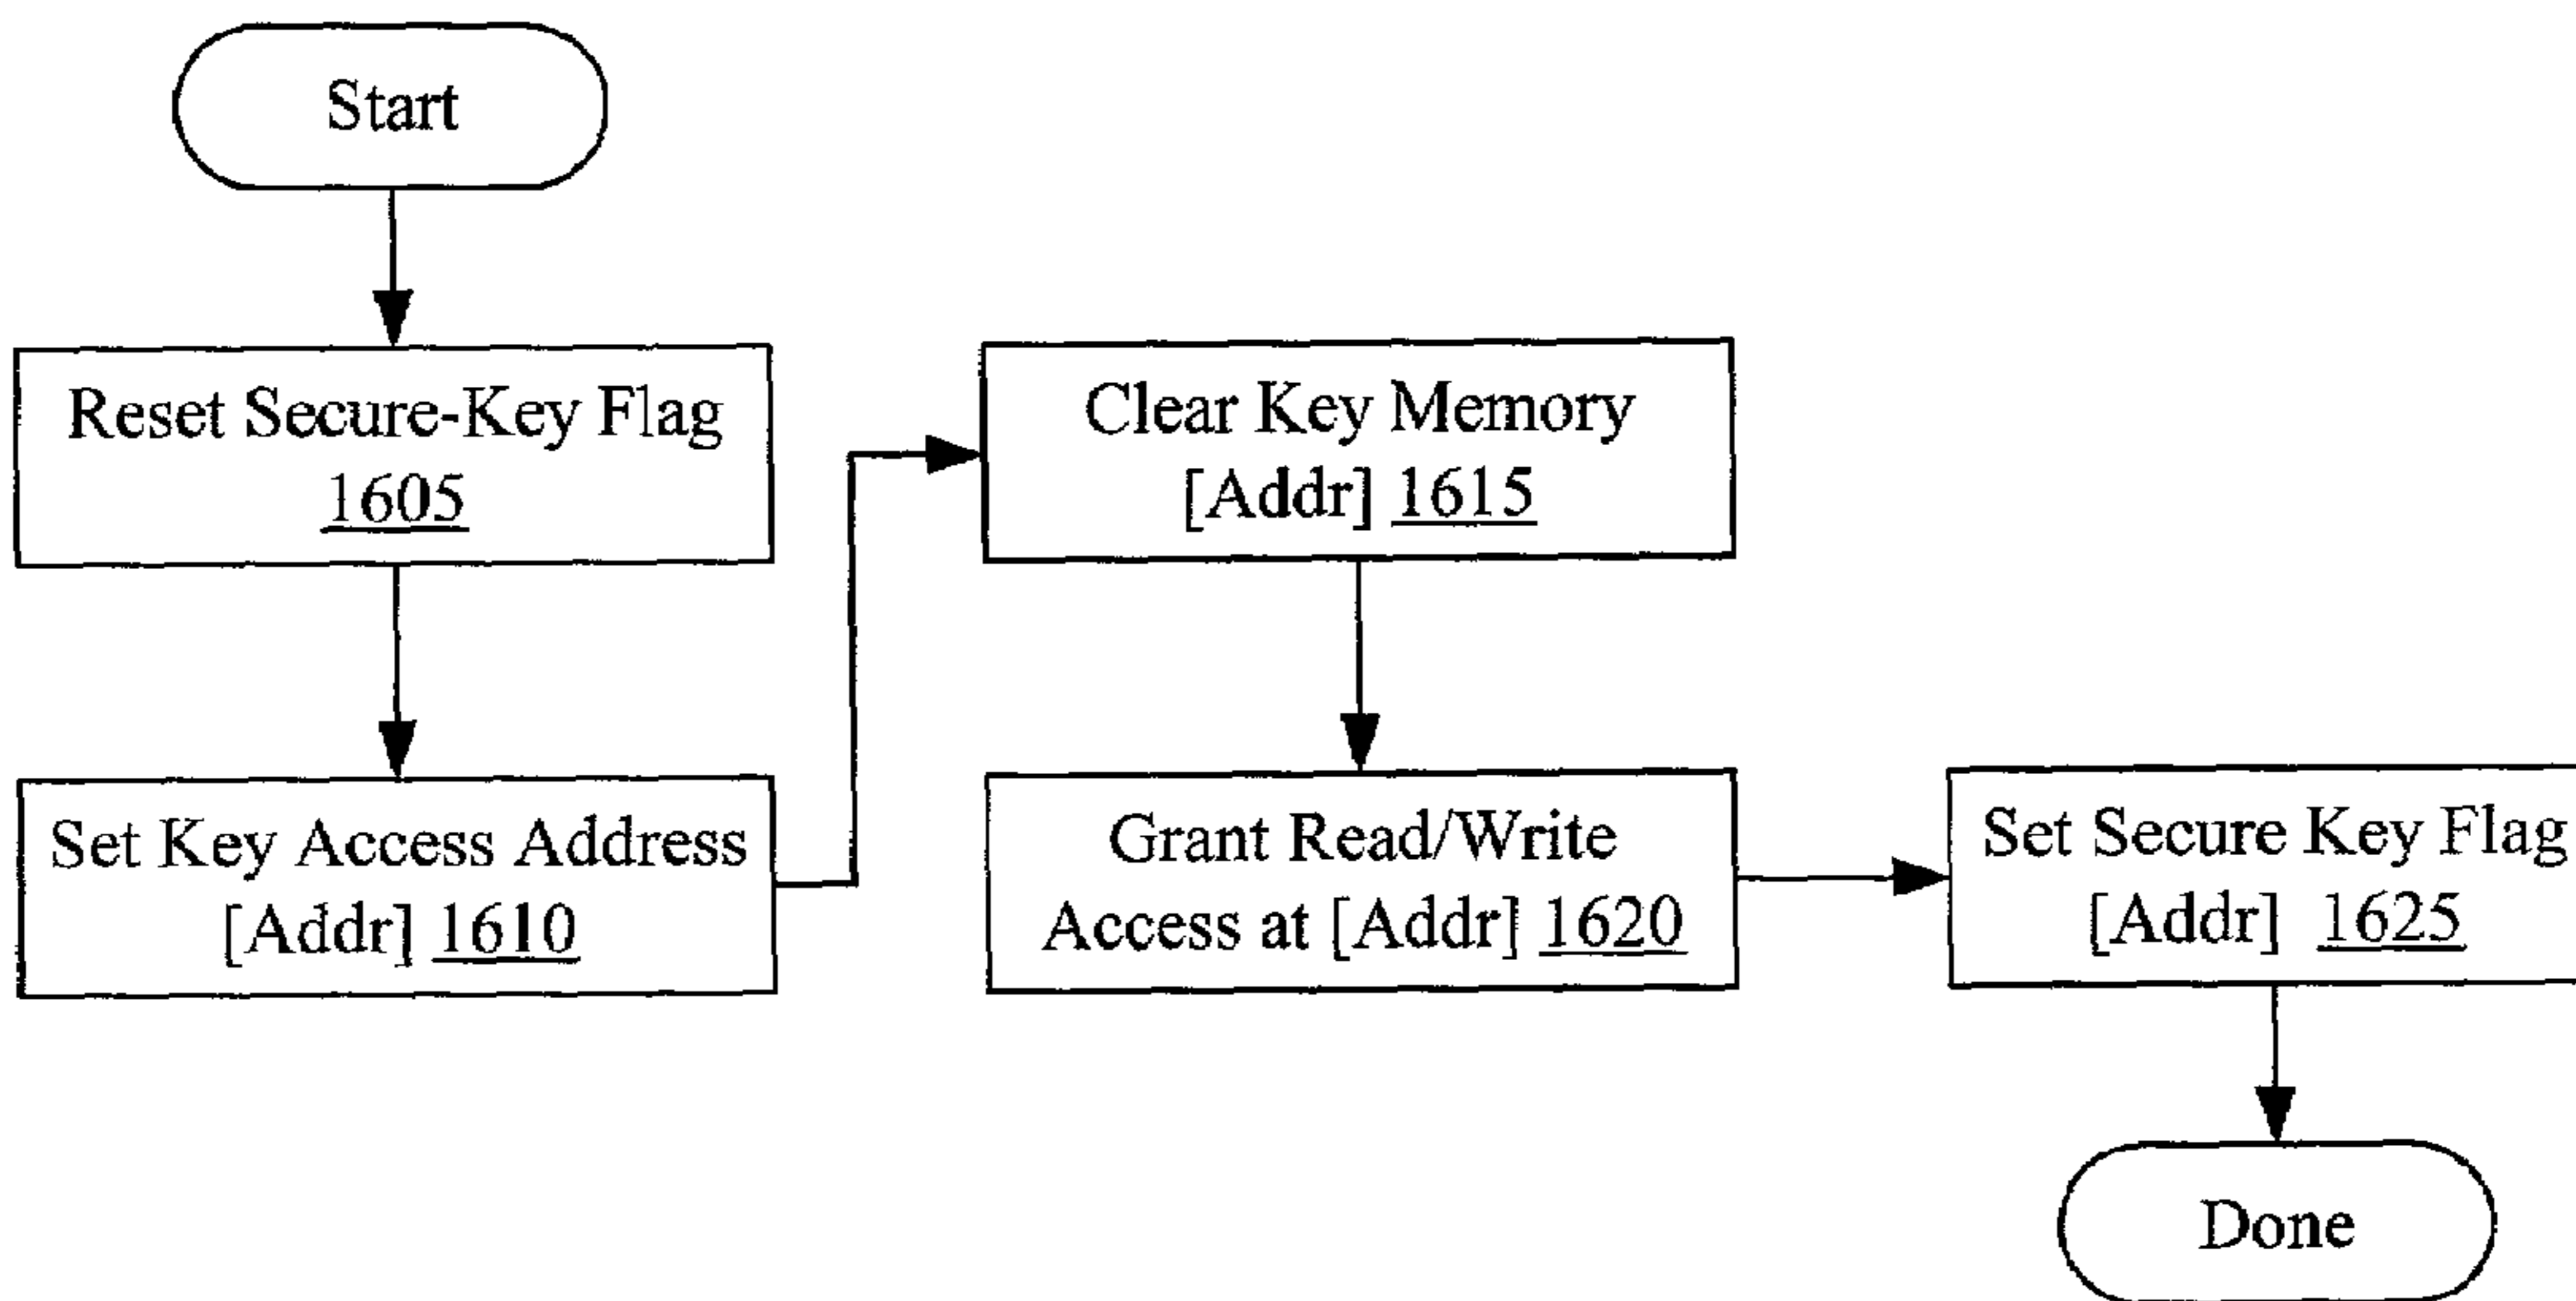 Start
Reset Secure-Key Flag
1605
Set Key Access Address
[Addr] 1610
Clear Key Memory
[Addr] 1615
Grant Read/Write
Access at [Addr] 1620
Set Secure Key Flag
[Addr] 1625
Done